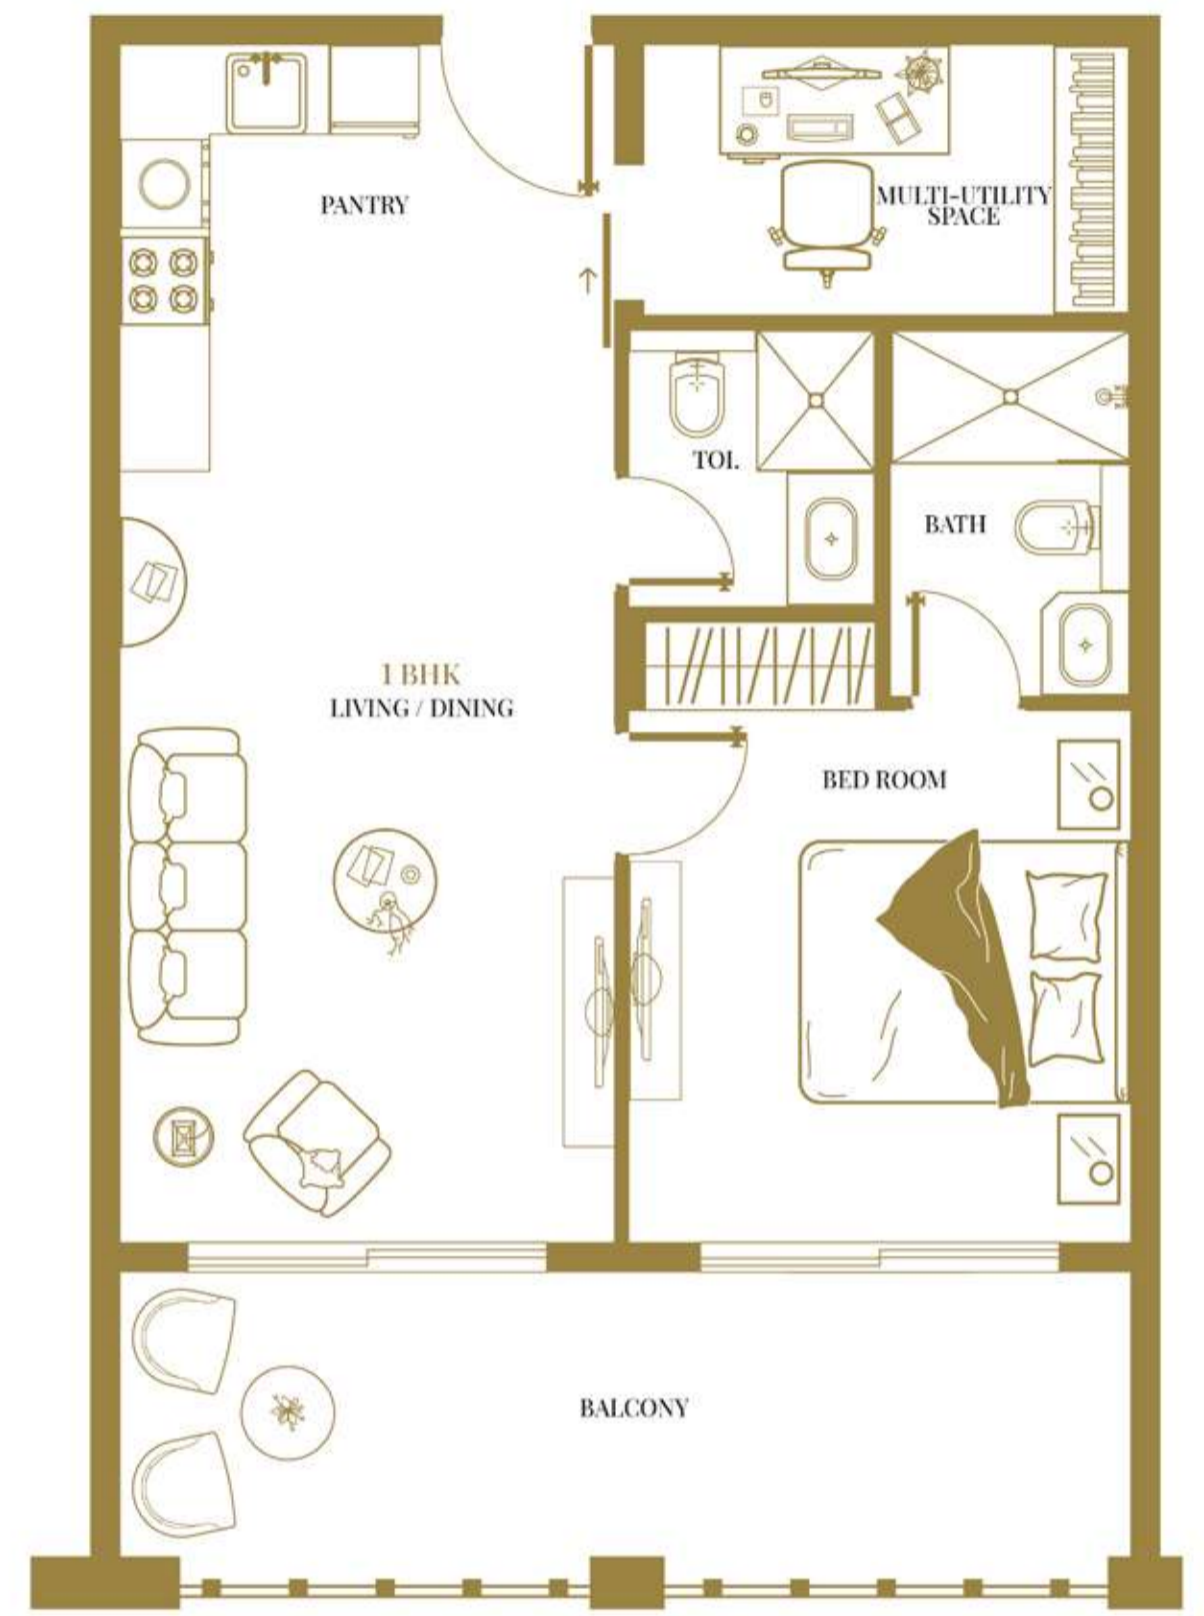 PANTRY
MULTI-UTILITY
SPACE
TOI.
BATH
1 BHK
LIVING / DINING
BED ROOM
BALCONY